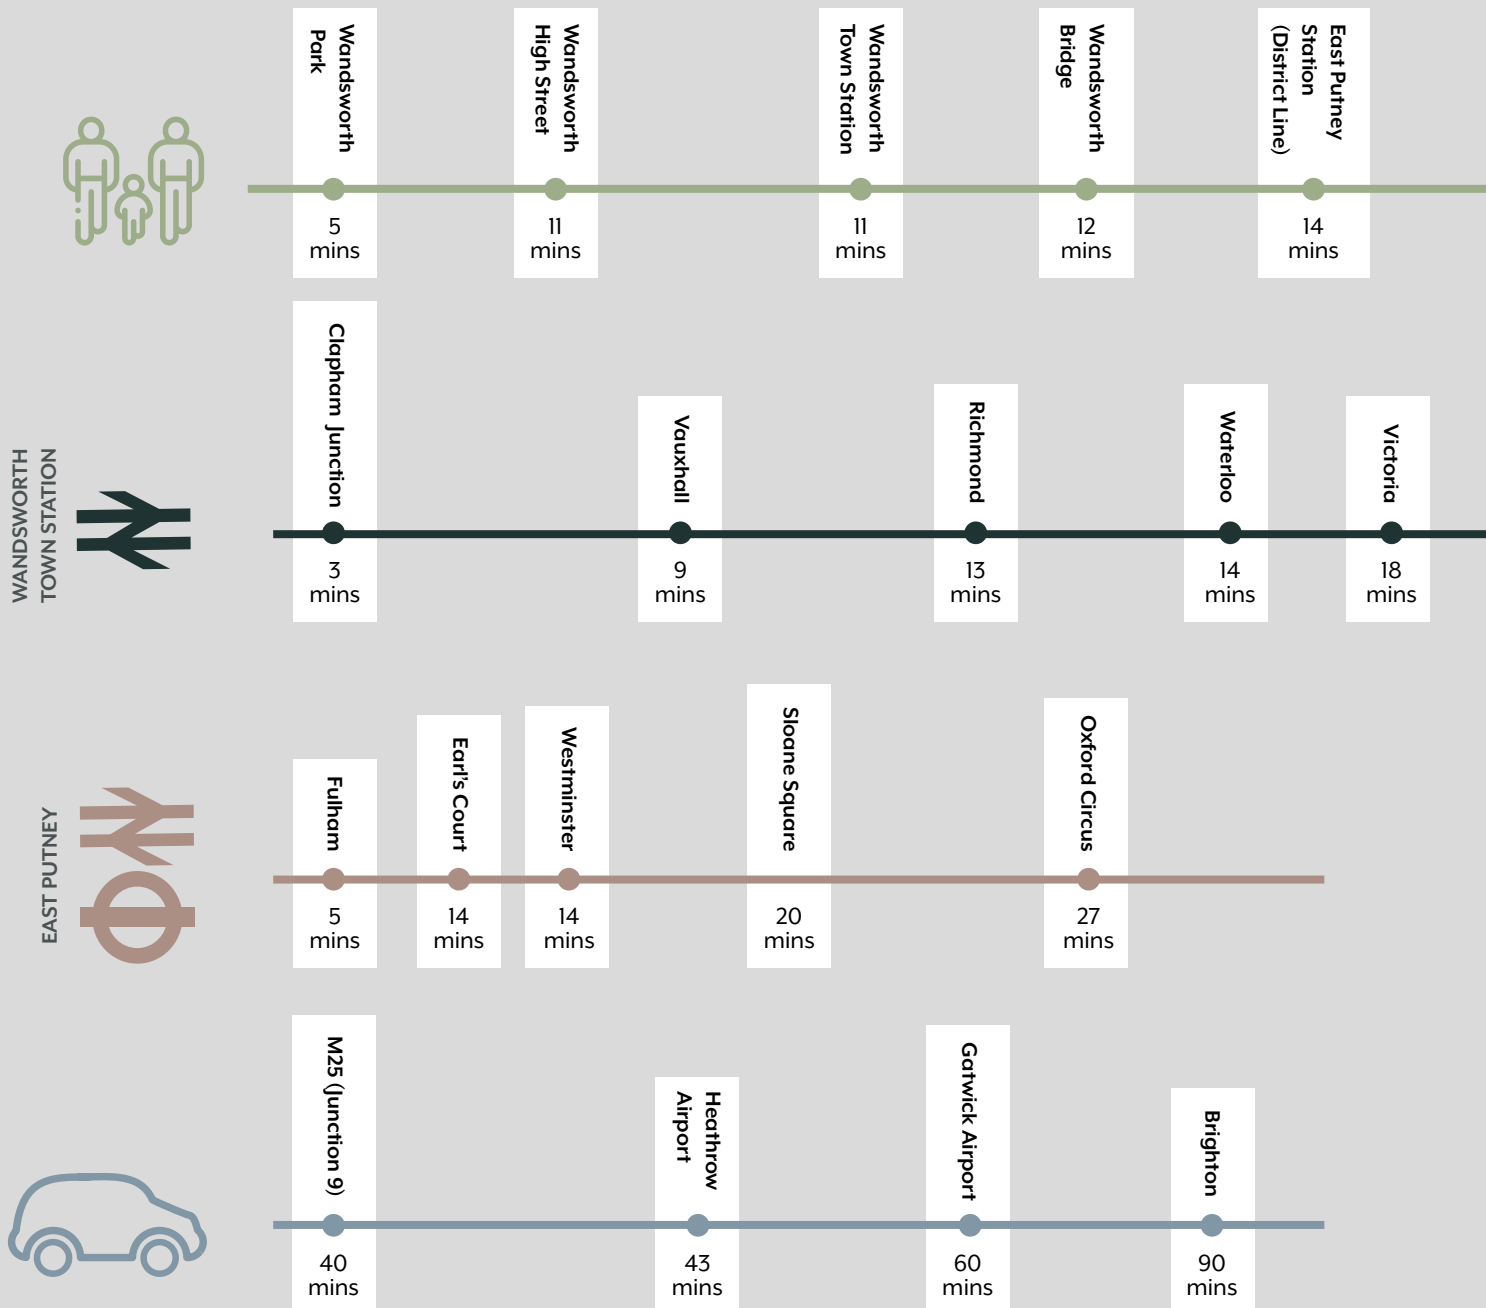 Wandsworth
Park
Wandsworth
High Street
Wandsworth
Town Station
Wandsworth
Bridge
East Putney
Station
(District Line)
5
mins
11
mins
11
mins
12
mins
14
mins
WANDSWORTH
TOWN STATION
Clapham Junction
Vauxhall
Richmond
Waterloo
Victoria
3
mins
9
mins
13
mins
14
mins
18
mins
EAST PUTNEY
Fulham
Earl's Court
Westminster
Sloane Square
Oxford Circus
5
mins
14
mins
14
mins
20
mins
27
mins
M25 (Junction 9)
Heathrow
Airport
Gatwick Airport
Brighton
40
mins
43
mins
60
mins
90
mins